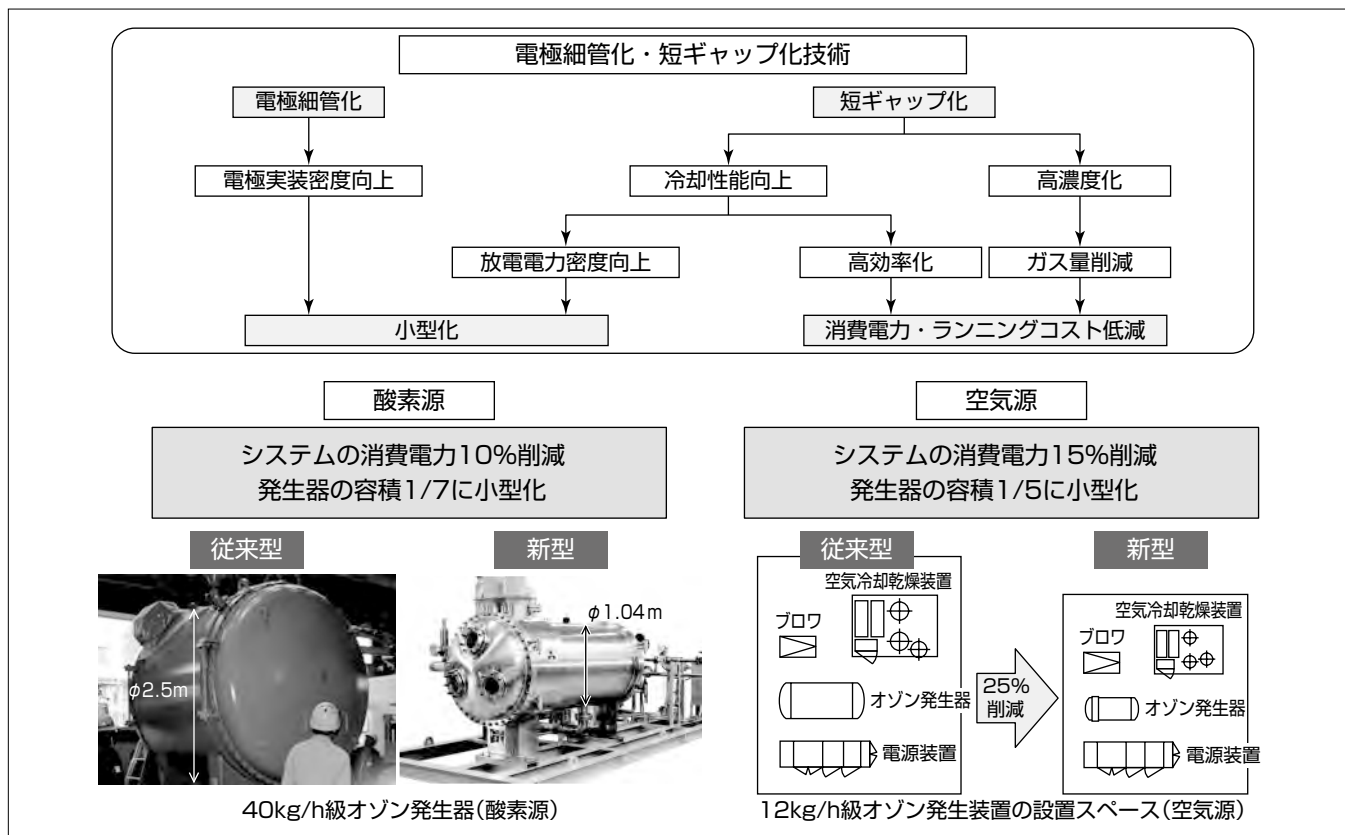 電極細管化・短ギャップ化技術
電極細管化
短ギャップ化
電極実装密度向上
冷却性能向上
高濃度化
放電電力密度向上
高効率化
ガス量削減
小型化
消費電力・ランニングコスト低減
酸素源
システムの消費電力10%削減
発生器の容積1/7に小型化
従来型
新型
φ2.5m
φ1.04m
40kg/h級オゾン発生器(酸素源)
空気源
システムの消費電力15%削減
発生器の容積1/5に小型化
従来型
空気冷却乾燥装置
ブロワ
オゾン発生器
電源装置
25%
削減
新型
空気冷却乾燥装置
ブロワ
オゾン発生器
電源装置
12kg/h級オゾン発生装置の設置スペース(空気源)